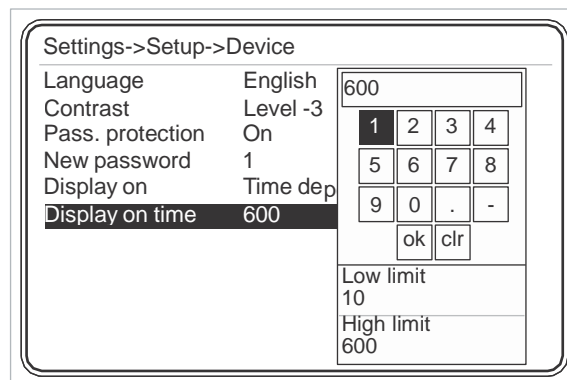 Settings->Setup->Device
Language English
Contrast Level -3
Pass. protection On
New password 1
Display on Time dep
Display on time 600
600
1 2 3 4
5 6 7 8
9 0 . -
ok clr
Low limit
10
High limit
600